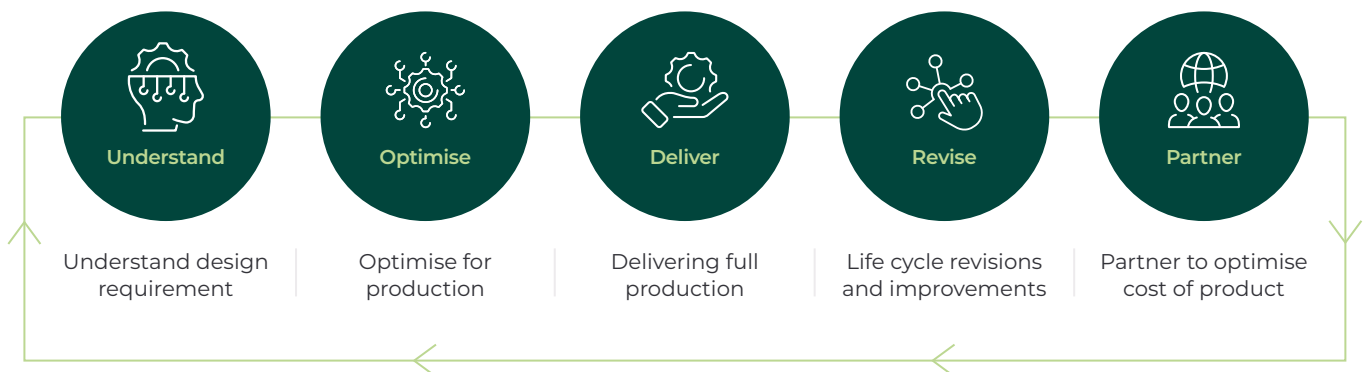 Understand
Optimise
Deliver
Revise
Partner
Understand design
requirement
Optimise for
production
Delivering full
production
Life cycle revisions
and improvements
Partner to optimise
cost of product